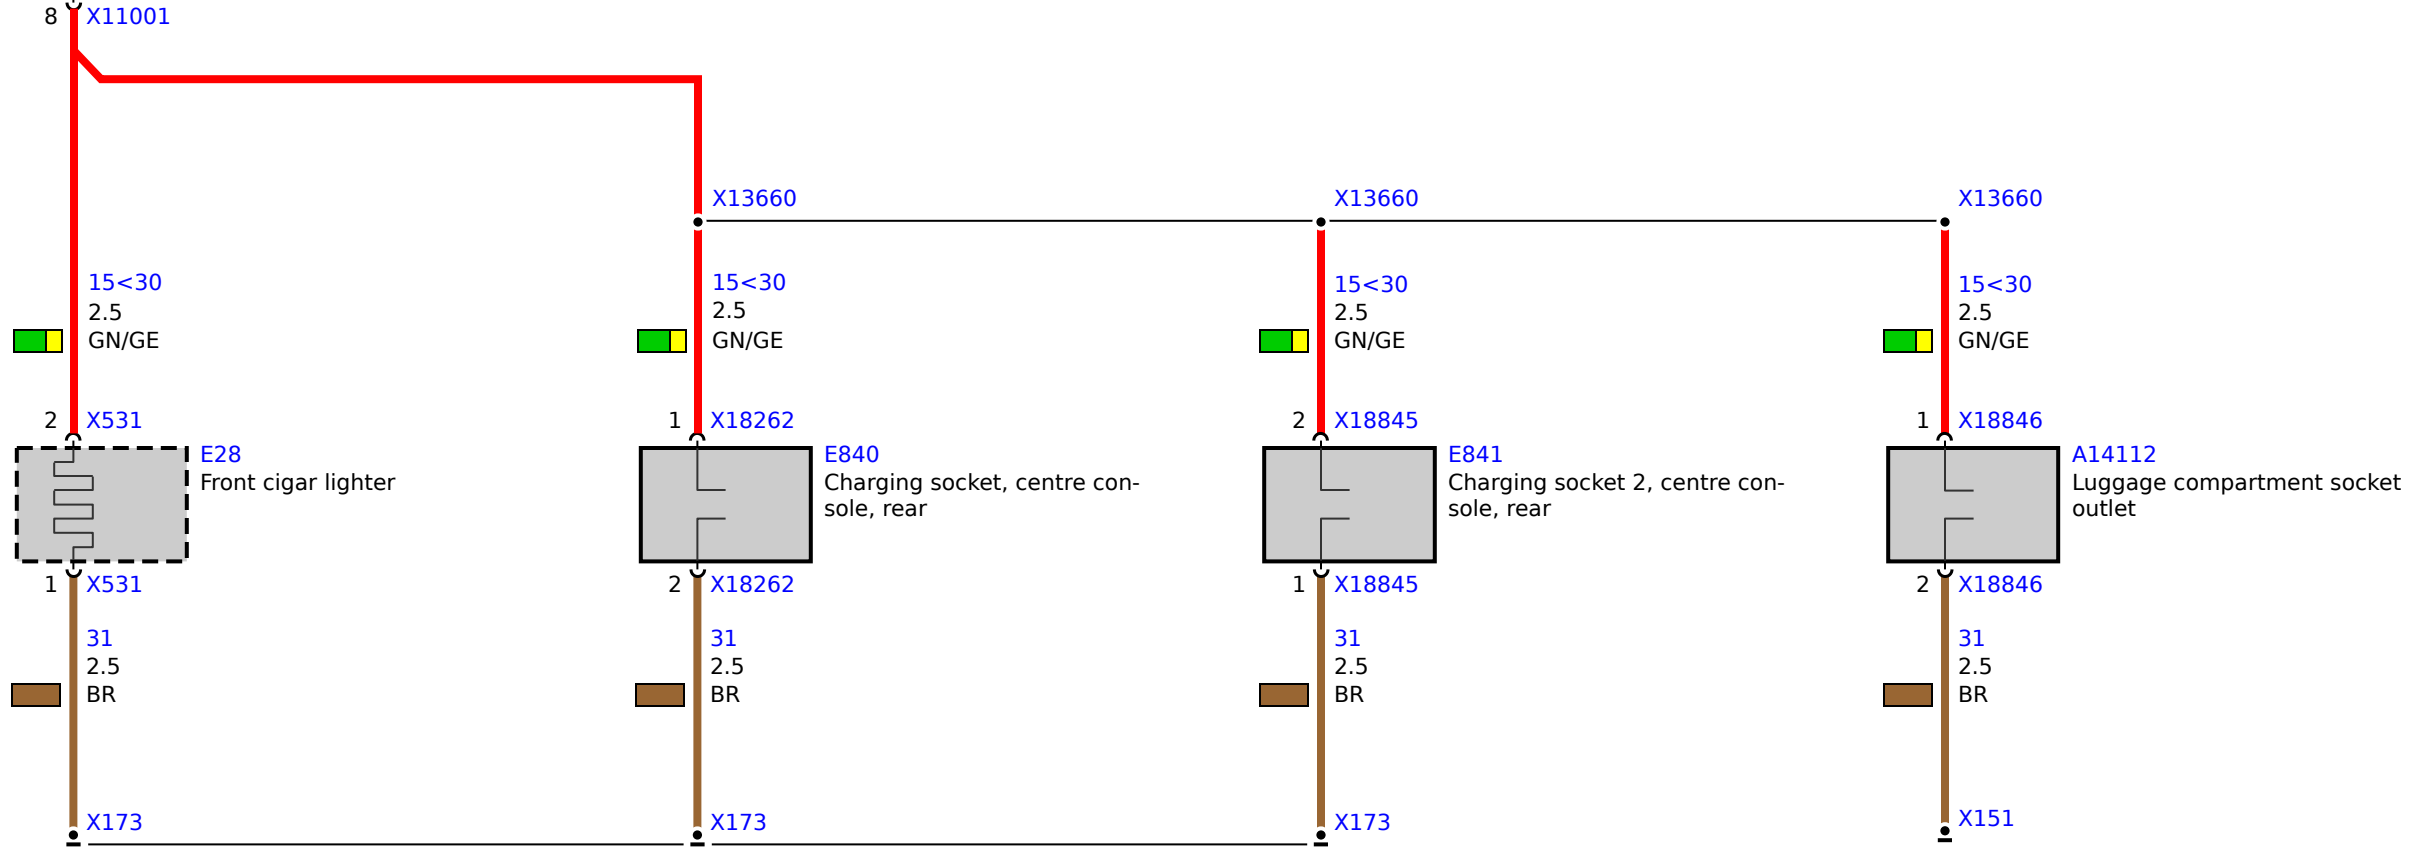 8 X11001
X13660 X13660 X13660
15<30 15<30 15<30 15<30
2.5 2.5 2.5 2.5
GN/GE GN/GE GN/GE GN/GE
2 X531 1 X18262 2 X18845 1 X18846
E28 E840 E841 A14112
Front cigar lighter Charging socket, centre con- Charging socket 2, centre con- Luggage compartment socket
sole, rear sole, rear outlet
1 X531 2 X18262 1 X18845 2 X18846
31 31 31 31
2.5 2.5 2.5 2.5
BR BR BR BR
X173 X173 X173 X151